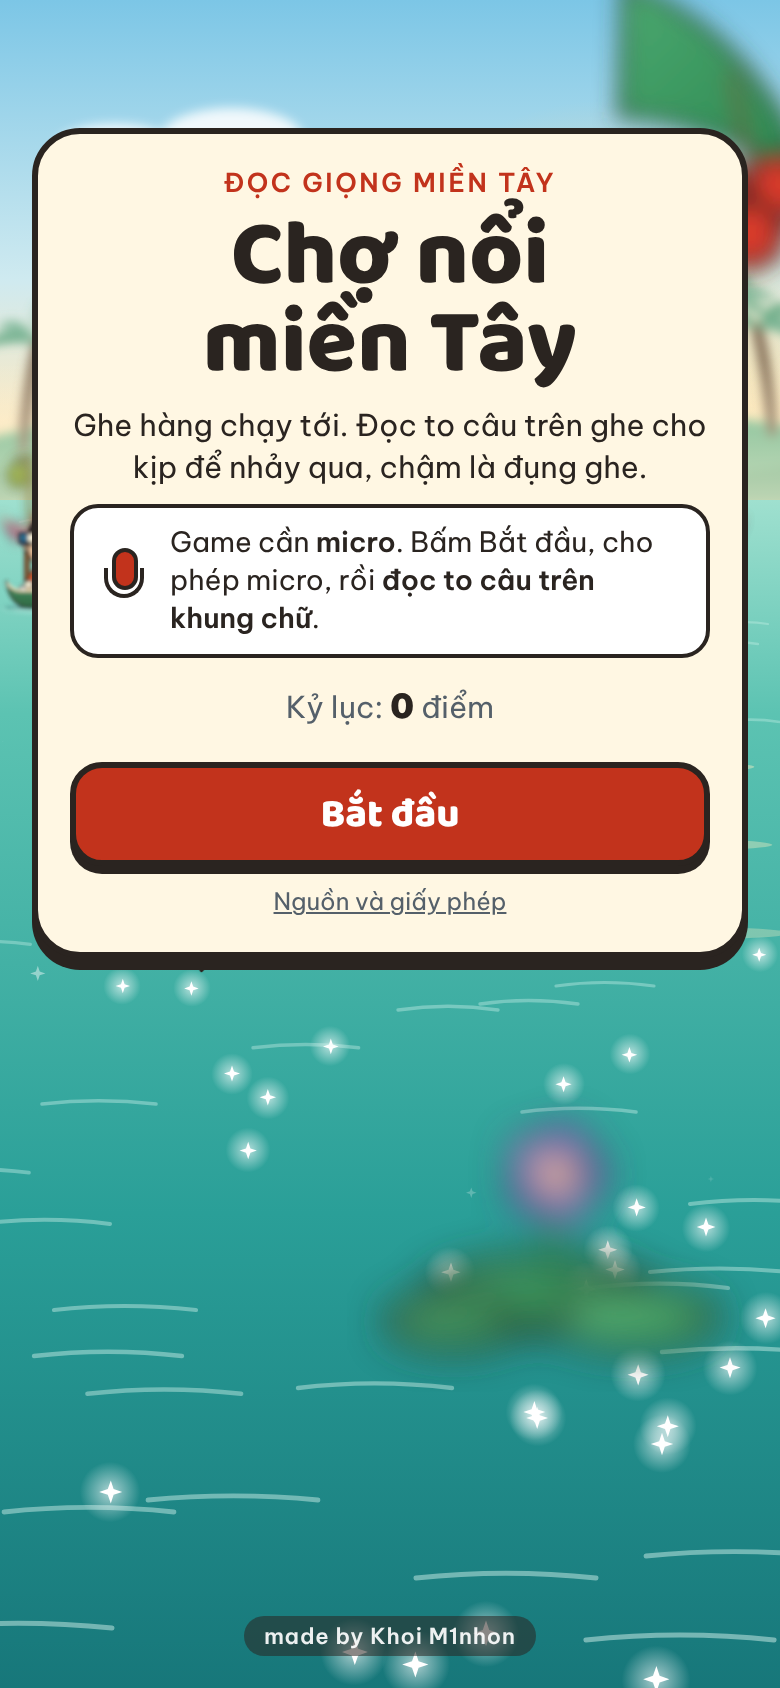 ĐỌC GIỌNG MIỀN TÂY
Chợ nổi
miền Tây
Ghe hàng chạy tới. Đọc to câu trên ghe cho
kịp để nhảy qua, chậm là đụng ghe.
Game cần micro. Bấm Bắt đầu, cho
phép micro, rồi đọc to câu trên
khung chữ.
Kỷ lục: 0 điểm
Bắt đầu
Nguồn và giấy phép
made by Khoi M1nhon